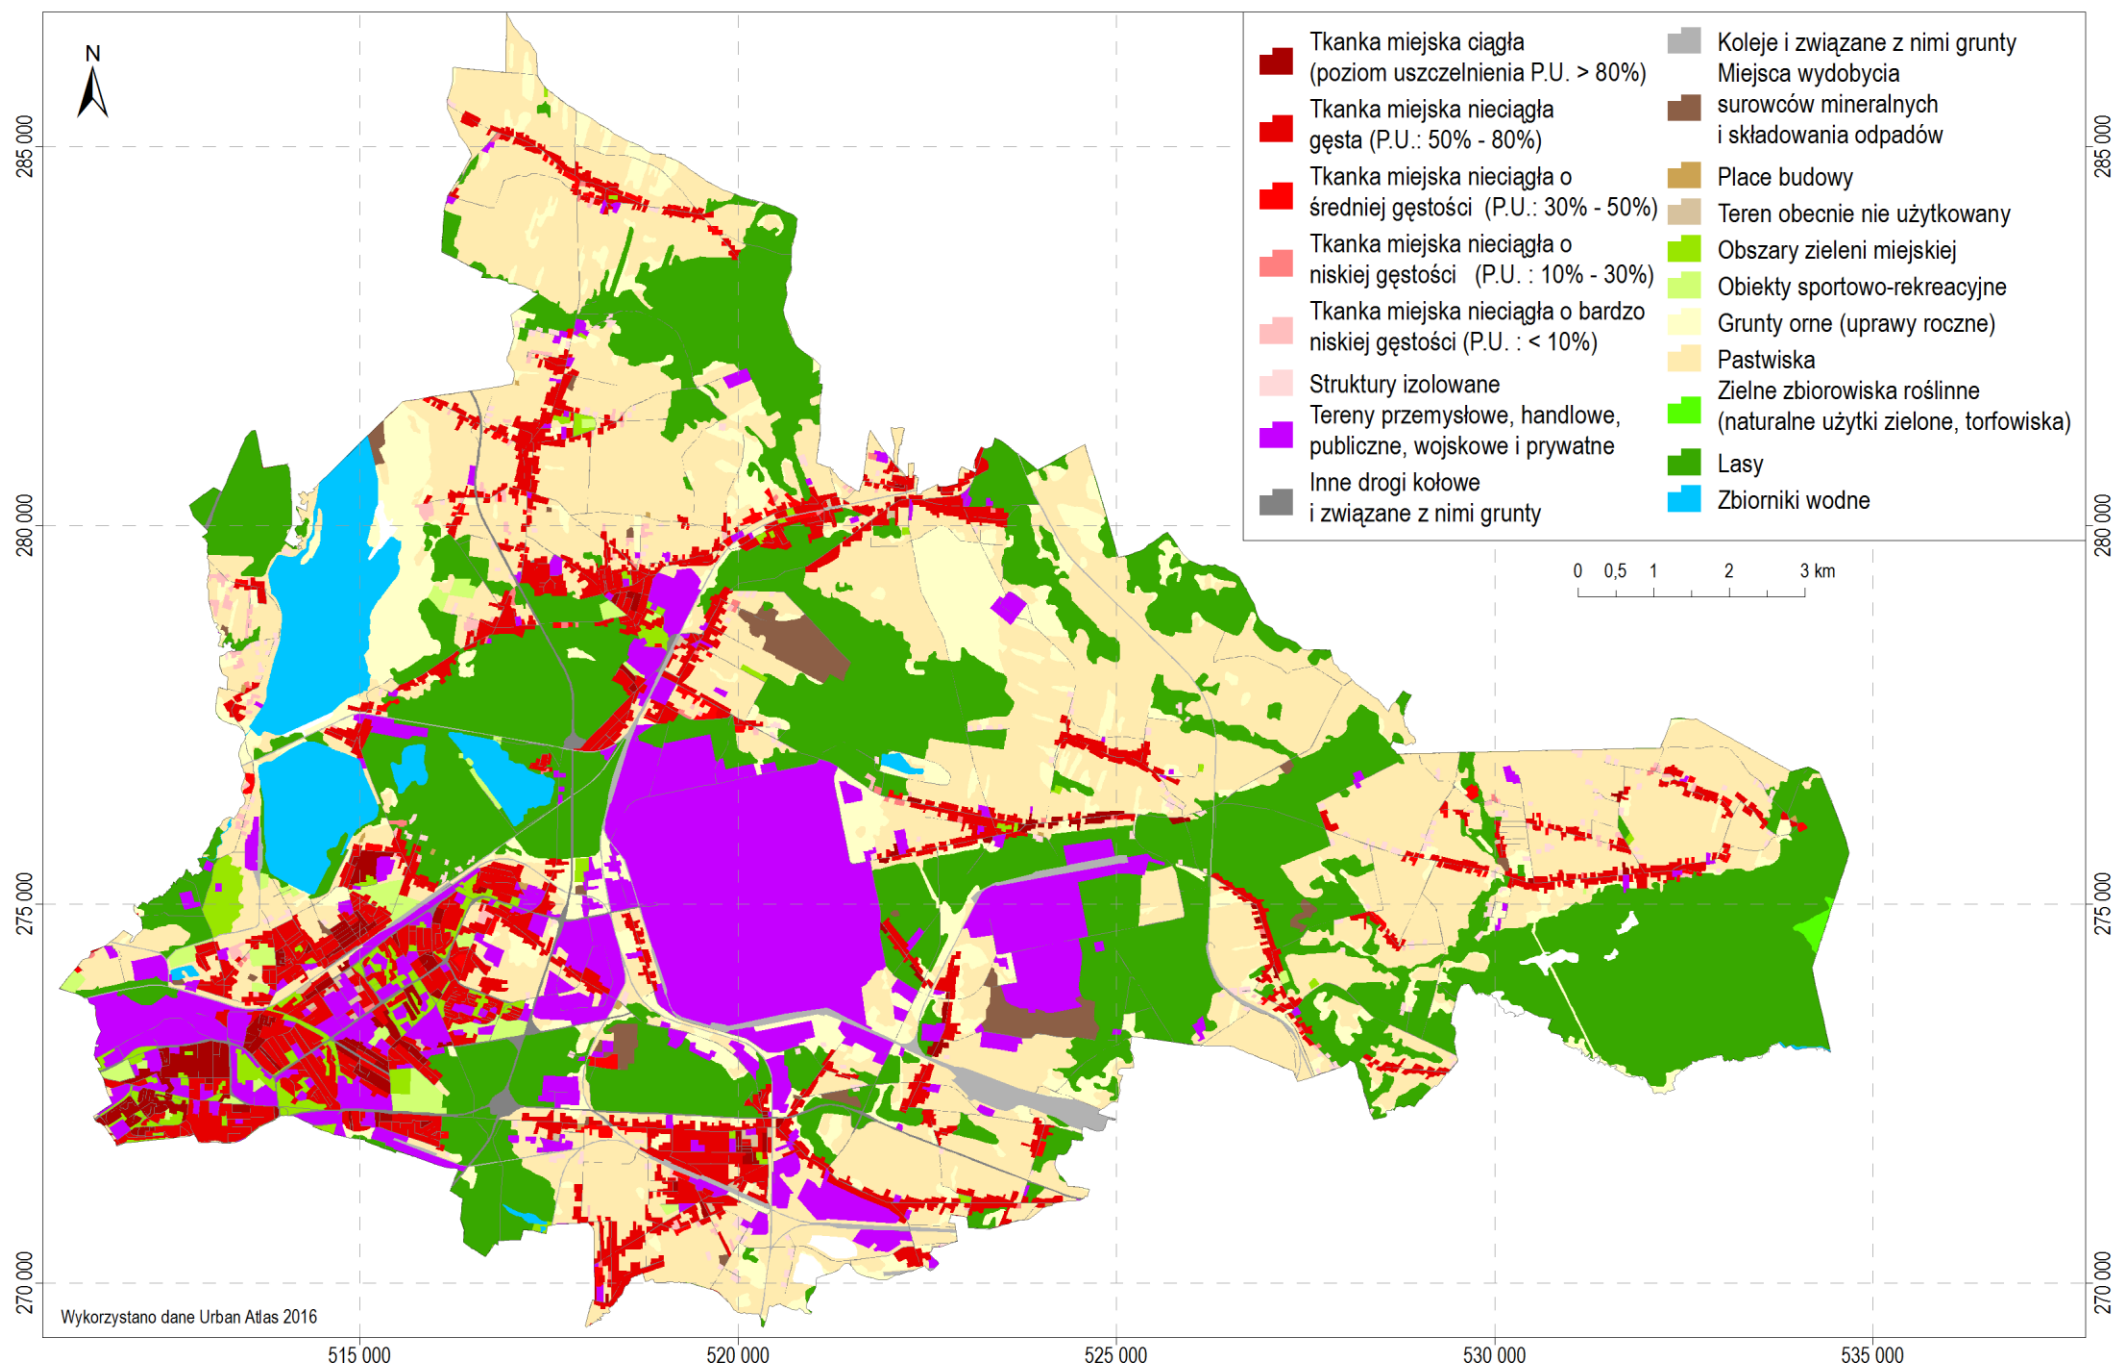 N
Tkanka miejska ciągła
(poziom uszczelnienia P.U. > 80%)
Tkanka miejska nieciągła
gęsta (P.U.: 50% - 80%)
Tkanka miejska nieciągła o
średniej gęstości (P.U.: 30% - 50%)
Tkanka miejska nieciągła o
niskiej gęstości (P.U. : 10% - 30%)
Tkanka miejska nieciągła o bardzo
niskiej gęstości (P.U. : < 10%)
Struktury izolowane
Tereny przemysłowe, handlowe,
publiczne, wojskowe i prywatne
Inne drogi kołowe
i związane z nimi grunty
Koleje i związane z nimi grunty
Miejsca wydobycia
surowców mineralnych
i składowania odpadów
Place budowy
Teren obecnie nie użytkowany
Obszary zieleni miejskiej
Obiekty sportowo-rekreacyjne
Grunty orne (uprawy roczne)
Pastwiska
Zielne zbiorowiska roślinne
(naturalne użytki zielone, torfowiska)
Lasy
Zbiorniki wodne
0 0,5 1 2 3 km
285 000
280 000
275 000
270 000
285 000
280 000
275 000
270 000
Wykorzystano dane Urban Atlas 2016
515 000 520 000 525 000 530 000 535 000